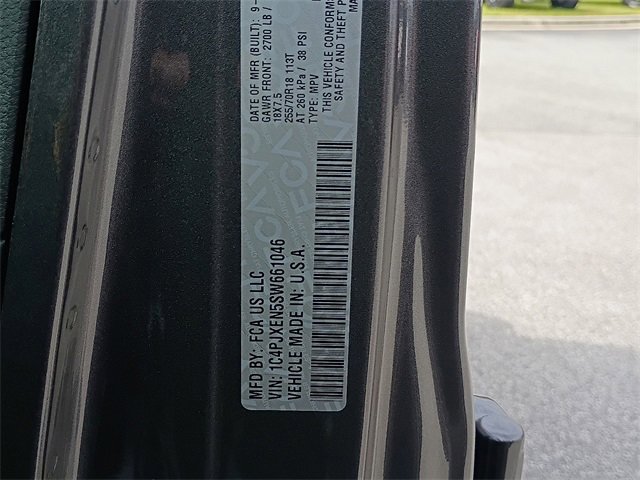 MFD BY: FCA US LLC
DATE OF MFR (BUILT): 9-
GAWR FRONT: 2700 LB
18X7.5
255/70R18 113T
AT 260 kPa / 38 PSI
TYPE: MPV
THIS VEHICLE CONFORMS
SAFETY AND THEFT
VIN: 1C4PJXEN5SW661046
VEHICLE MADE IN: U.S.A.